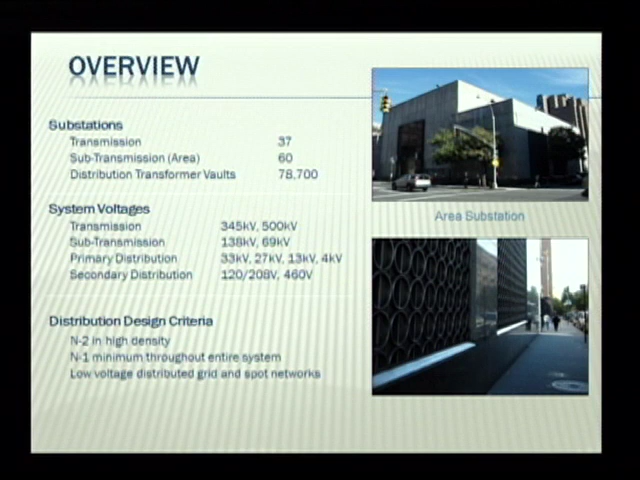 OVERVIEW
Substations
Transmission 37
Sub-Transmission (Area) 60
Distribution Transformer Vaults 78,700
System Voltages
Transmission 345kV, 500kV
Sub-Transmission 138kV, 69kV
Primary Distribution 33kV, 27kV, 13kV, 4kV
Secondary Distribution 120/208V, 460V
Distribution Design Criteria
N-2 in high density
N-1 minimum throughout entire system
Low voltage distributed grid and spot networks
Area Substation